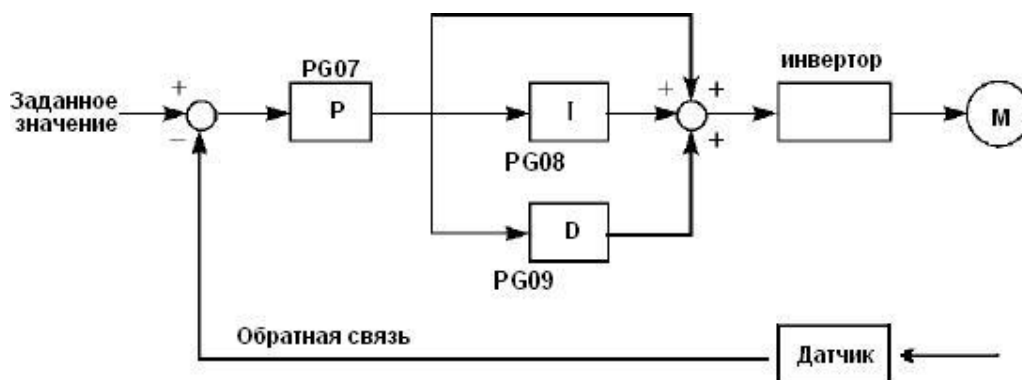 PG07
инвертор
+
Заданное
значение
−
P
I
+
+
+
M
PG08
D
PG09
Обратная связь
Датчик